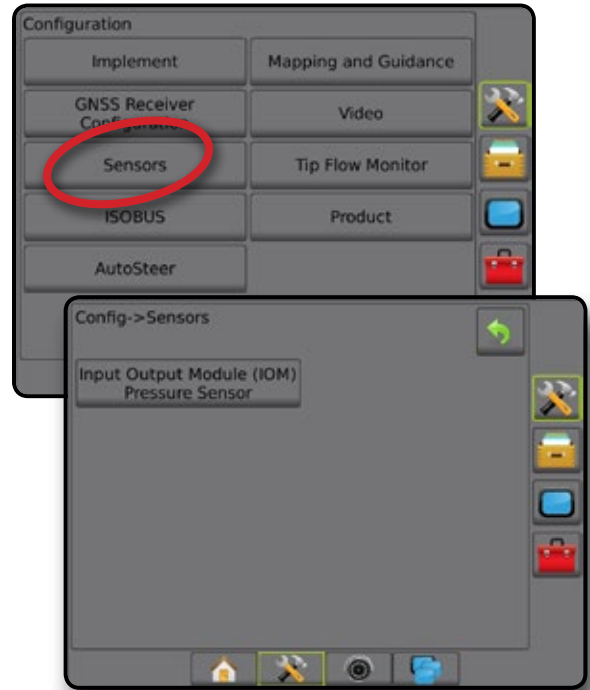 Configuration
Implement
Mapping and Guidance
GNSS Receiver
Configuration
Video
Sensors
Tip Flow Monitor
ISOBUS
Product
AutoSteer
Config->Sensors
Input Output Module (IOM)
Pressure Sensor